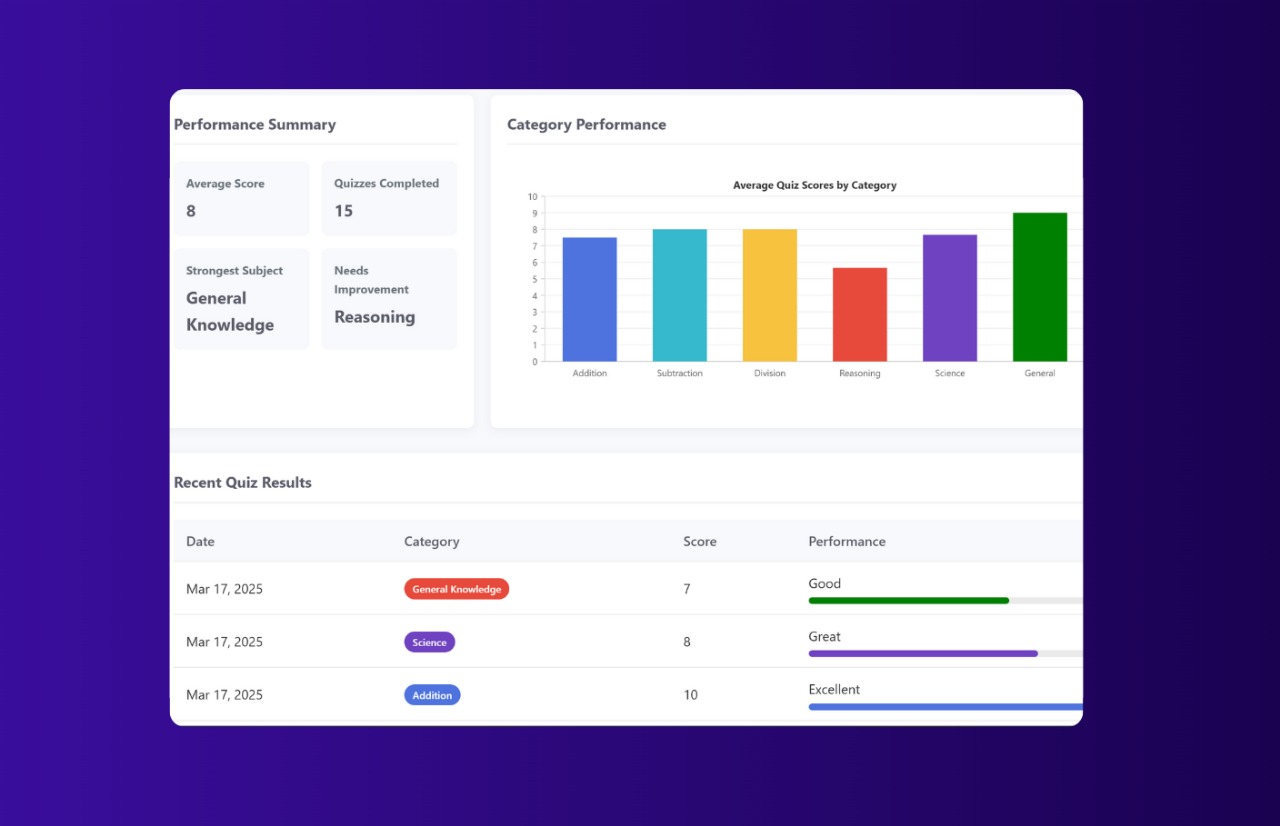 Performance Summary
Average Score
8
Quizzes Completed
15
Strongest Subject
General
Knowledge
Needs
Improvement
Reasoning
Category Performance
Average Quiz Scores by Category
10
9
8
7
6
5
4
3
2
1
0
Addition
Subtraction
Division
Reasoning
Science
General
Recent Quiz Results
Date Category Score Performance
Mar 17, 2025 General Knowledge 7 Good
Mar 17, 2025 Science 8 Great
Mar 17, 2025 Addition 10 Excellent